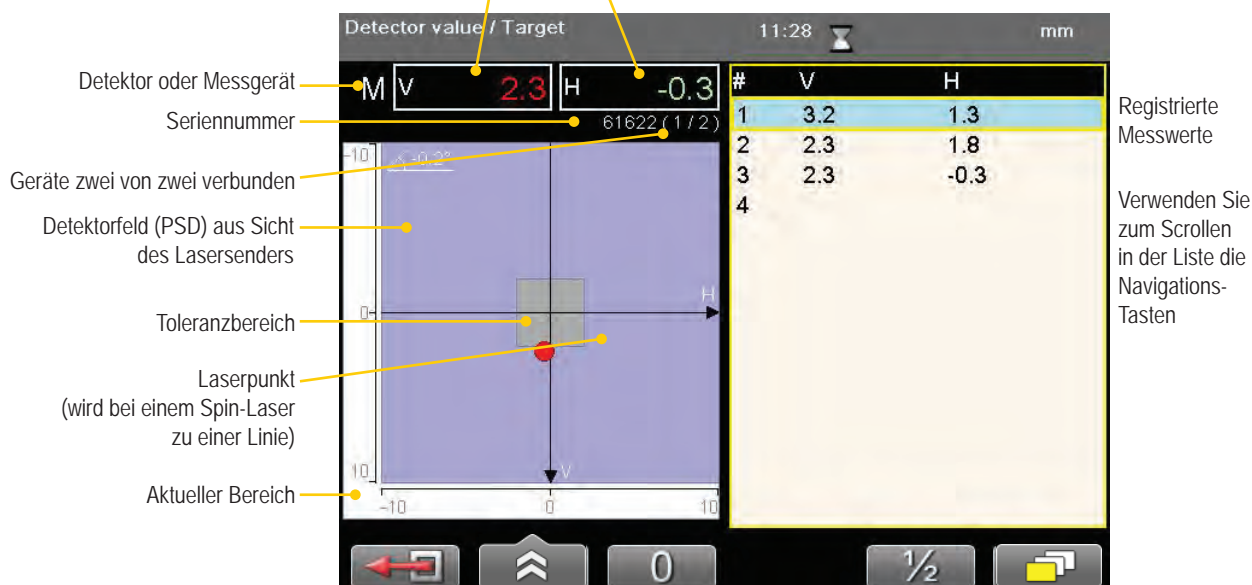 Detector value / Target
11:28
mm
Detektor oder Messgerät
M
V 2.3
H -0.3
# V H
Seriennummer
61622 (1/2)
1 3.2 1.3
2 2.3 1.8
3 2.3 -0.3
4
Registrierte
Messwerte
Geräte zwei von zwei verbunden
-10
-0.2°
Detektorfeld (PSD) aus Sicht
des Lasersenders
Verwenden Sie
zum Scrollen
in der Liste die
Navigations-
Tasten
H
0
Toleranzbereich
Laserpunkt
(wird bei einem Spin-Laser
zu einer Linie)
10
V
Aktueller Bereich
-10 0 10
0
½